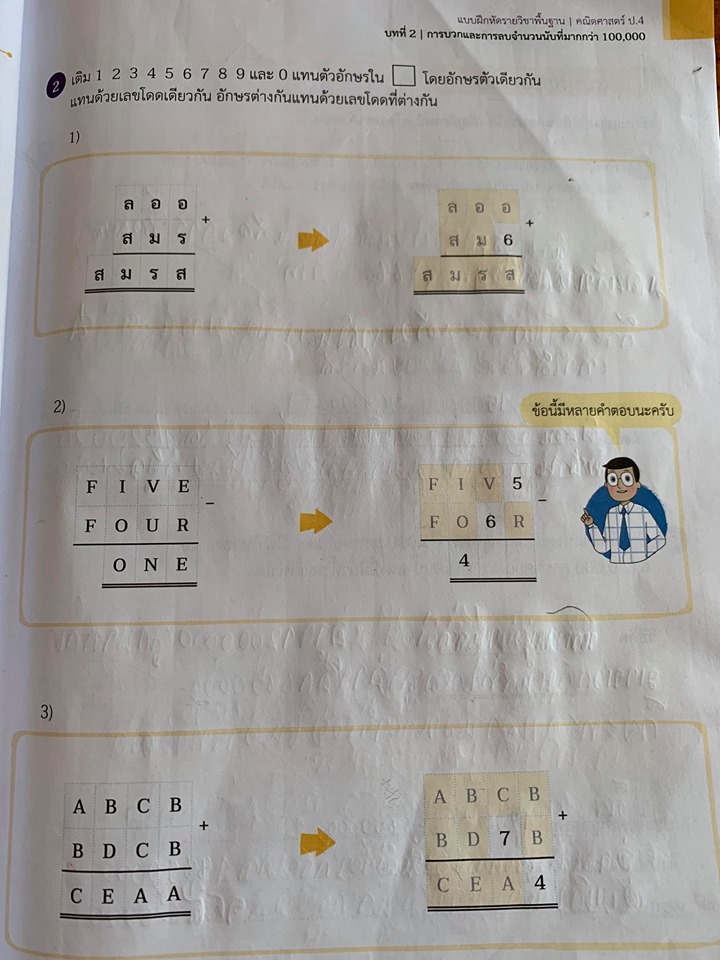 แบบฝึกหัดรายวิชาพื้นฐาน | คณิตศาสตร์ ป.4
บทที่ 2 | การบวกและการลบจำนวนนับที่มากกว่า 100,000
2 เติม 1 2 3 4 5 6 7 8 9 และ 0 แทนตัวอักษรใน โดยอักษรตัวเดียวกัน
แทนด้วยเลขโดดเดียวกัน อักษรต่างกันแทนด้วยเลขโดดที่ต่างกัน
1)
ล อ อ
+
ส ม ร
ส ม ร ส
ล อ อ
+
ส ม 6
ส ม ร ส
2)
ข้อนี้มีหลายคำตอบนะครับ
F I V E
-
F O U R
O N E
F I V 5
-
F O 6 R
4
3)
A B C B
+
B D C B
C E A A
A B C B
+
B D 7 B
C E A 4